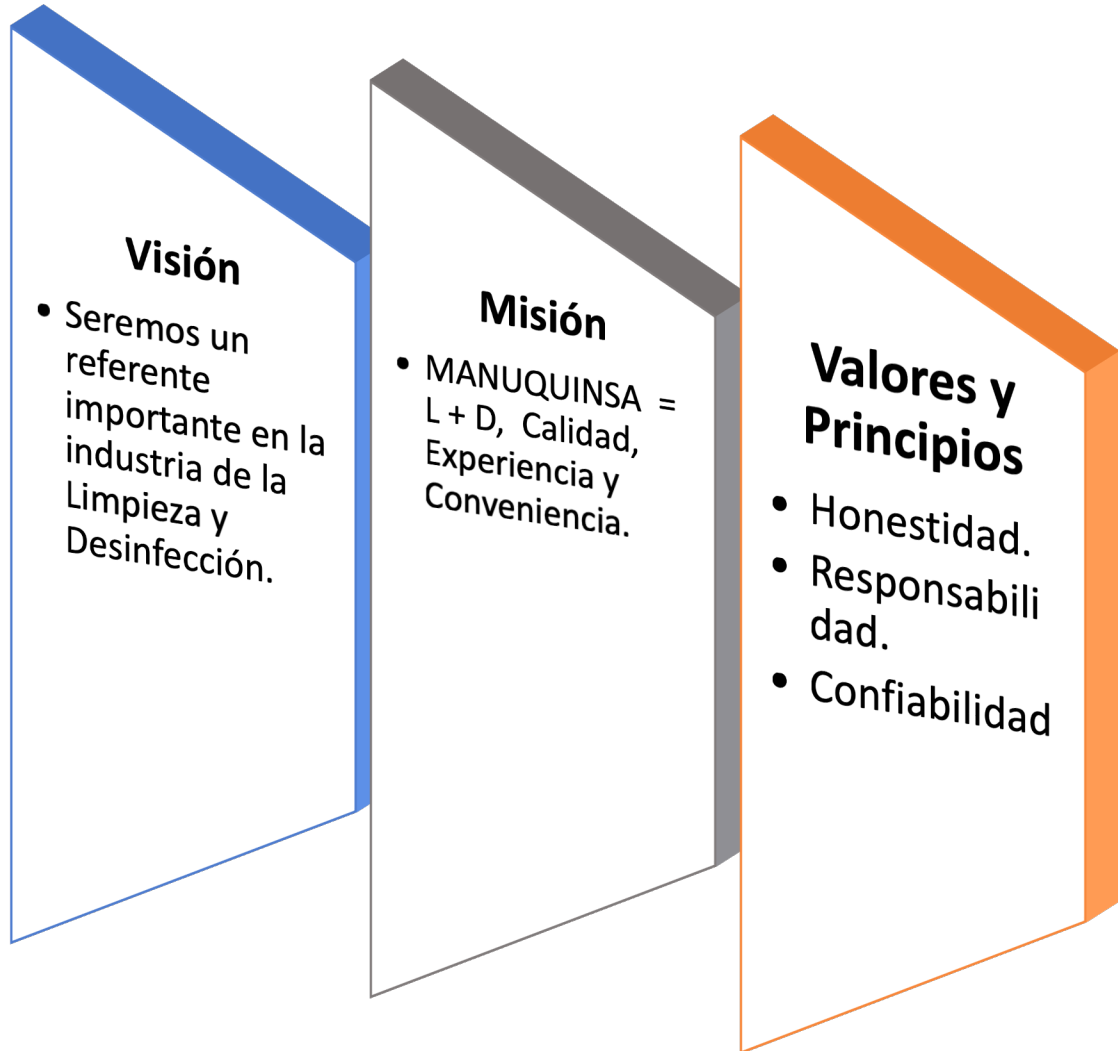 Visión
• Seremos un
referente
importante en la
industria de la
Limpieza y
Desinfección.
Misión
• MANUQUINSA =
L + D, Calidad,
Experiencia y
Conveniencia.
Valores y
Principios
• Honestidad.
• Responsabili
dad.
• Confiabilidad